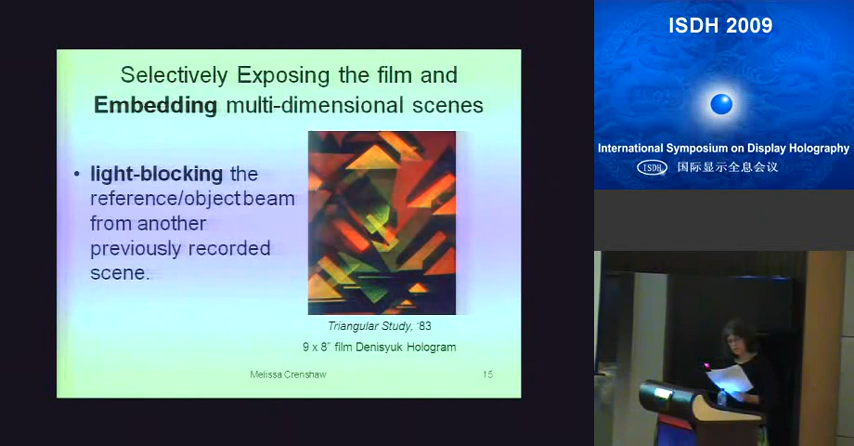 Selectively Exposing the film and
Embedding multi-dimensional scenes
• light-blocking the
reference/object beam
from another
previously recorded
scene.
Triangular Study, '83
9 x 8" film Denisyuk Hologram
Melissa Crenshaw
15
ISDH 2009
International Symposium on Display Holography
ISDH 国际显示全息会议